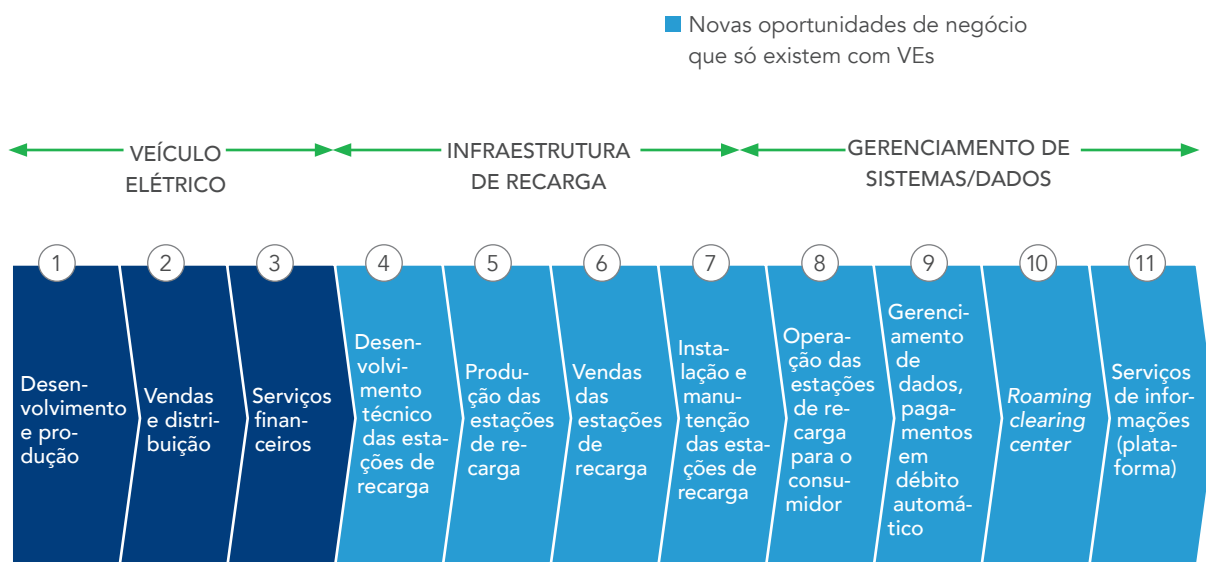 Novas oportunidades de negócio
que só existem com VEs
VEÍCULO
ELÉTRICO
INFRAESTRUTURA
DE RECARGA
GERENCIAMENTO DE
SISTEMAS/DADOS
1
2
3
4
5
6
7
8
9
10
11
Desen-
volvimento
e pro-
dução
Vendas
e distri-
buição
Serviços
finan-
ceiros
Desen-
volvi-
mento
técnico
das esta-
ções de
recarga
Produ-
ção das
estações
de re-
carga
Vendas
das
estações
de
recarga
Insta-
lação e
manu-
tenção
das esta-
ções de
recarga
Opera-
ção das
estações
de re-
carga
para o
consu-
midor
Gerenci-
amento
de
dados,
paga-
mentos
em
débito
automá-
tico
Roaming
clearing
center
Serviços
de infor-
mações
(plata-
forma)